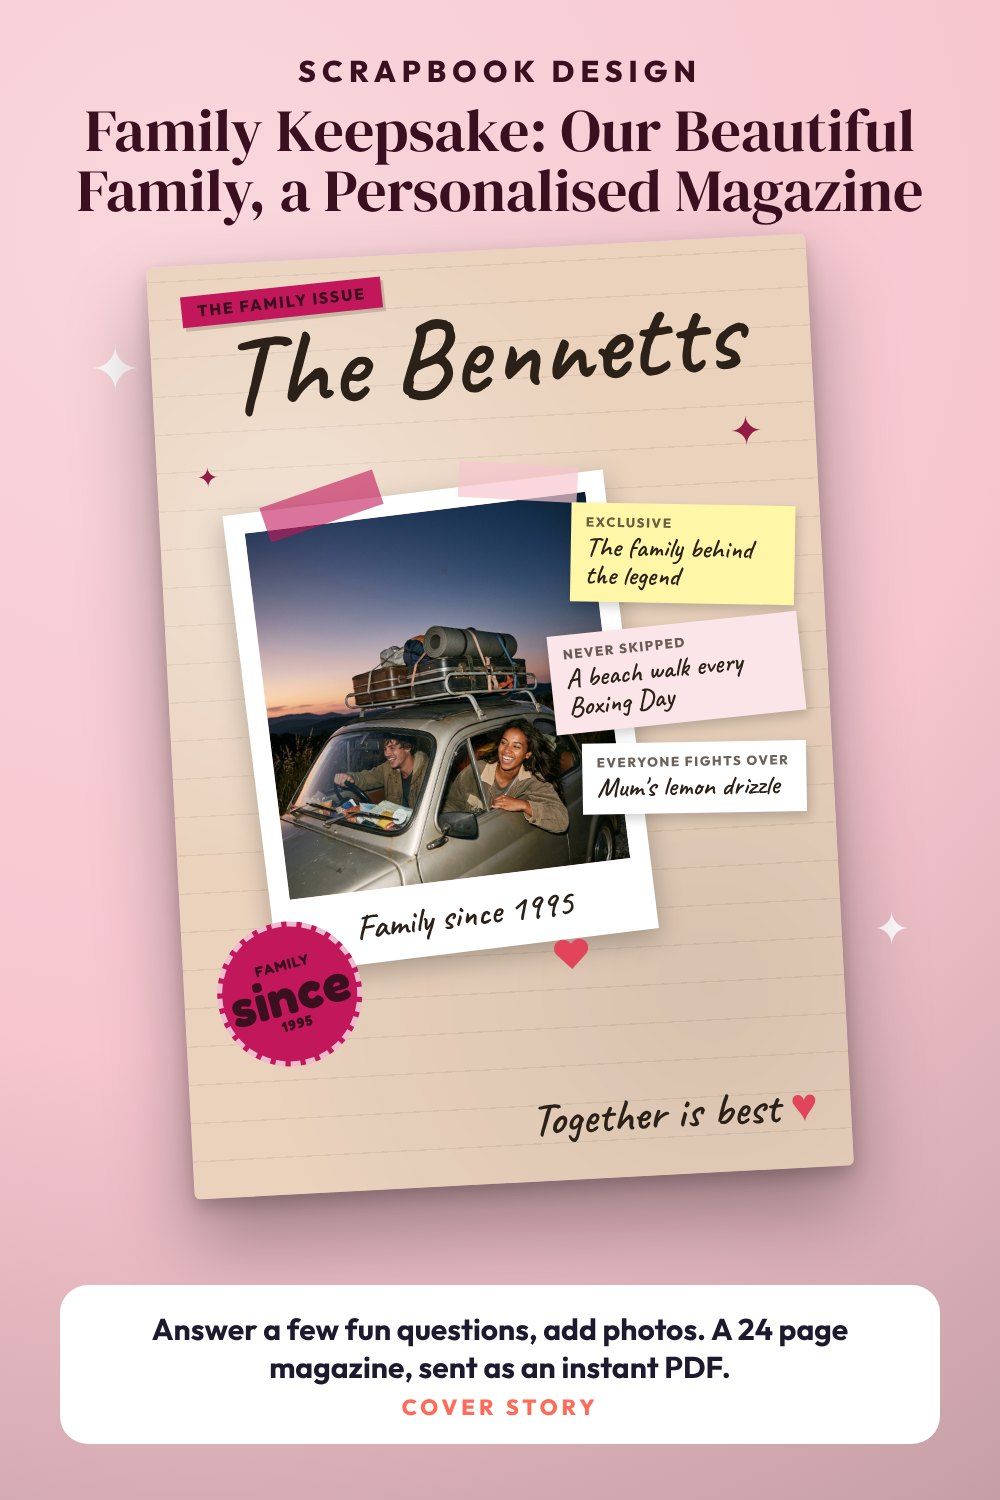 SCRAPBOOK DESIGN
Family Keepsake: Our Beautiful
Family, a Personalised Magazine
THE FAMILY ISSUE
The Bennetts
EXCLUSIVE
The family behind
the legend
NEVER SKIPPED
A beach walk every
Boxing Day
EVERYONE FIGHTS OVER
Mum's lemon drizzle
Family since 1995
FAMILY
since
1995
Together is best ♥
Answer a few fun questions, add photos. A 24 page
magazine, sent as an instant PDF.
COVER STORY